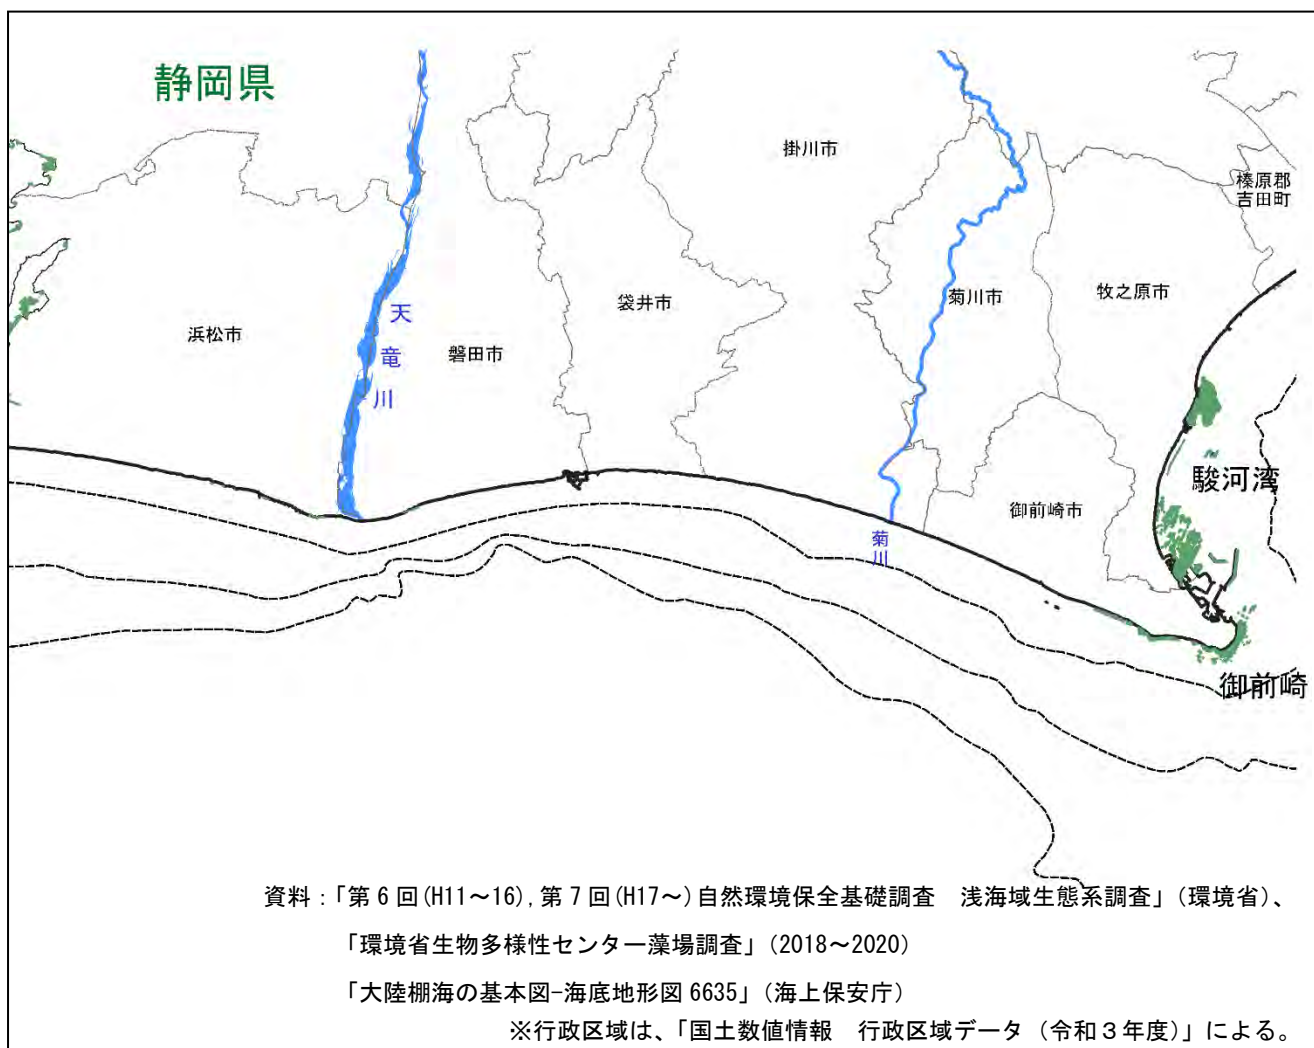 静岡県
掛川市
榛原郡
吉田町
浜松市
天竜川
磐田市
袋井市
菊川市
牧之原市
駿河湾
御前崎市
菊川
御前崎
資料：「第６回(H11～16),第７回(H17～)自然環境保全基礎調査　浅海域生態系調査」（環境省）、
「環境省生物多様性センター藻場調査」（2018～2020）
「大陸棚海の基本図-海底地形図 6635」（海上保安庁）
※行政区域は、「国土数値情報　行政区域データ（令和３年度）」による。